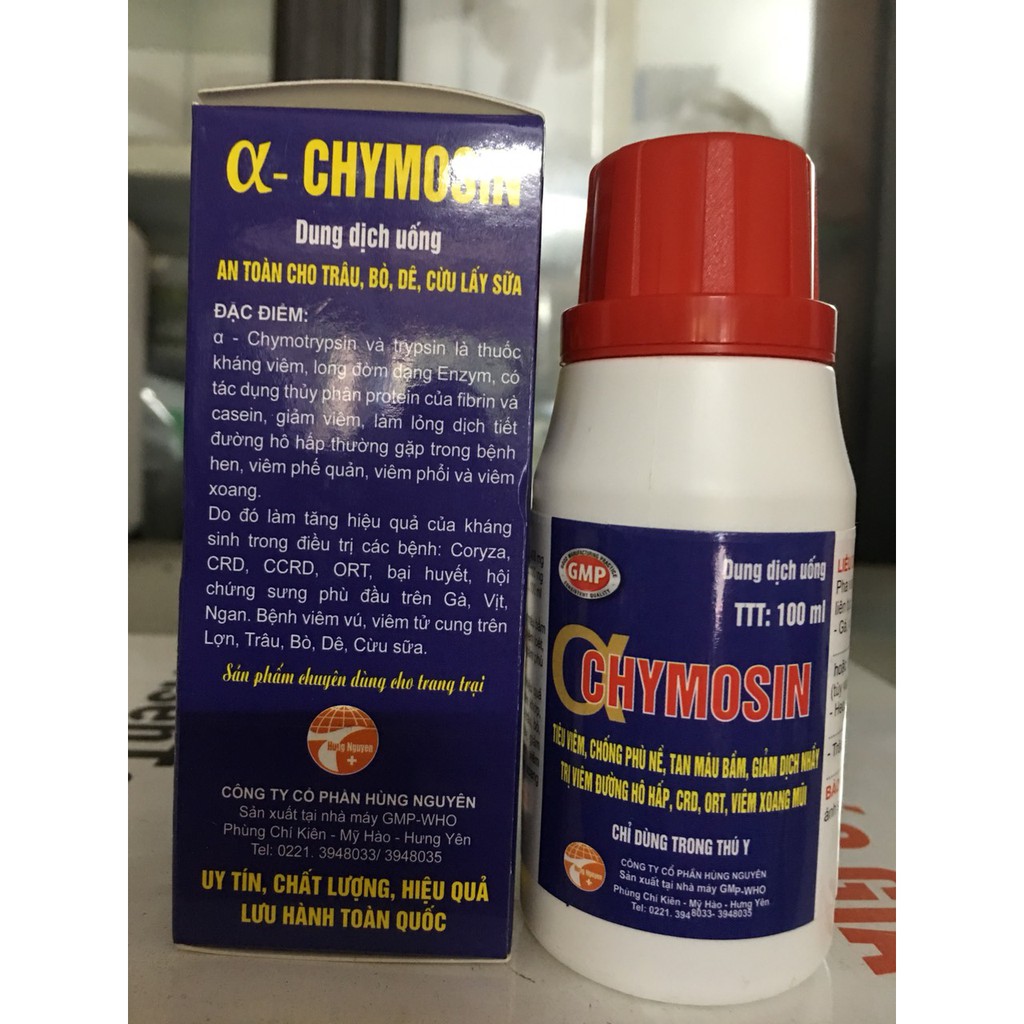 α- CHYMOSIN
Dung dịch uống
AN TOÀN CHO TRÂU, BÒ, DÊ, CỪU LẤY SỮA
ĐẶC ĐIỂM:
α - Chymotrypsin và trypsin là thuốc
kháng viêm, long đờm dạng Enzym, có
tác dụng thủy phân protein của fibrin và
casein, giảm viêm, làm lỏng dịch tiết
đường hô hấp thường gặp trong bệnh
hen, viêm phế quản, viêm phổi và viêm
xoang.
Do đó làm tăng hiệu quả của kháng
sinh trong điều trị các bệnh: Coryza,
CRD, CCRD, ORT, bại huyết, hội
chứng sưng phù đầu trên Gà, Vịt,
Ngan. Bệnh viêm vú, viêm tử cung trên
Lợn, Trâu, Bò, Dê, Cừu sữa.
Sản phẩm chuyên dùng cho trang trại
Hùng Nguyên
CÔNG TY CỔ PHẦN HÙNG NGUYÊN
Sản xuất tại nhà máy GMP-WHO
Phùng Chí Kiên - Mỹ Hào - Hưng Yên
Tel: 0221. 3948033/ 3948035
UY TÍN, CHẤT LƯỢNG, HIỆU QUẢ
LƯU HÀNH TOÀN QUỐC
GMP
Dung dịch uống
TTT: 100 ml
α CHYMOSIN
TIÊU VIÊM, CHỐNG PHÙ NỀ, TAN MÁU BẦM, GIẢM DỊCH NHẦY
TRỊ VIÊM ĐƯỜNG HÔ HẤP, CRD, ORT, VIÊM XOANG MŨI
CHỈ DÙNG TRONG THÚ Y
CÔNG TY CỔ PHẦN HÙNG NGUYÊN
Sản xuất tại nhà máy GMP-WHO
Phùng Chí Kiên - Mỹ Hào - Hưng Yên
Tel: 0221. 3948033- 3948035